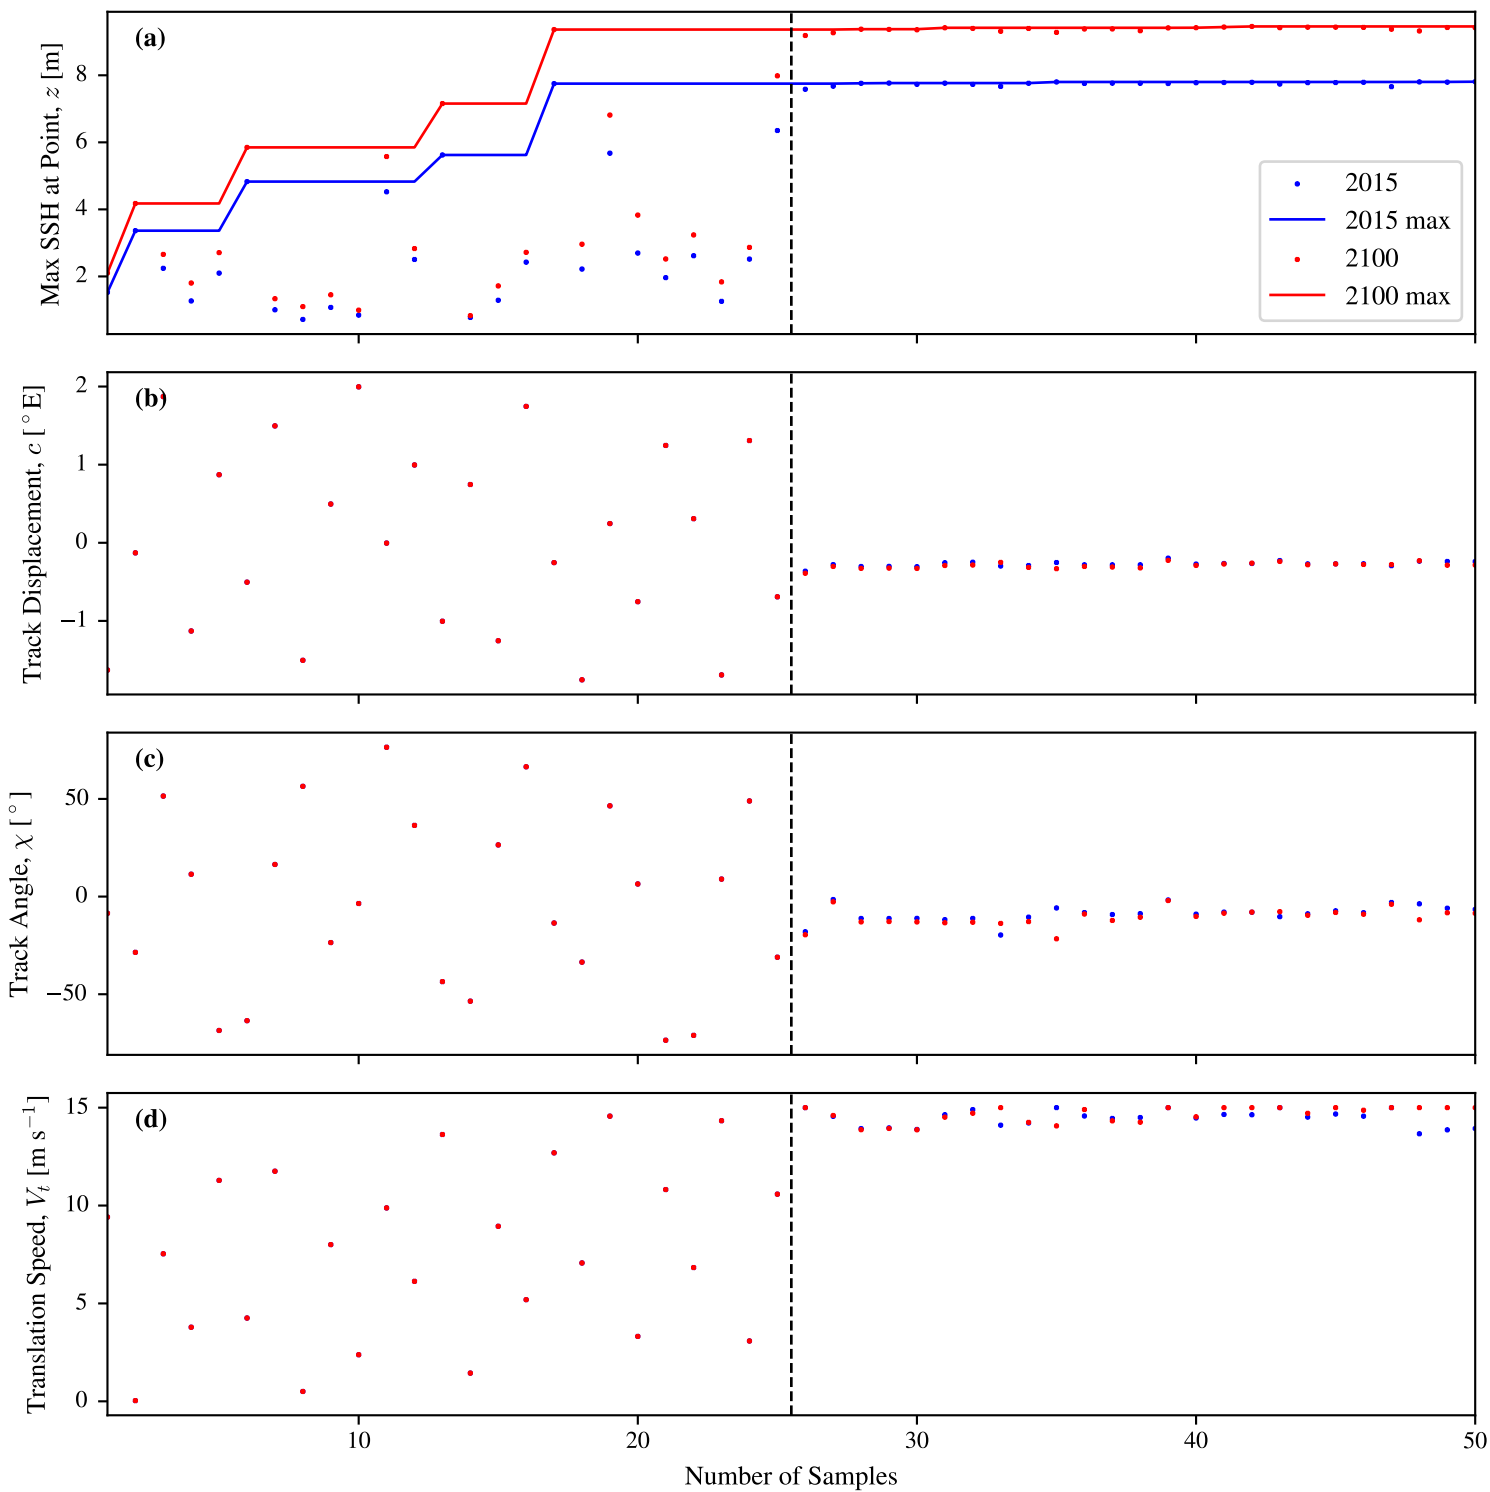 (a)
Max SSH at Point, z [m]
8
6
4
2
2015
2015 max
2100
2100 max
(b)
Track Displacement, c [°E]
2
1
0
−1
(c)
Track Angle, χ [°]
50
0
−50
(d)
Translation Speed, Vₜ [m s⁻¹]
15
10
5
0
10 20 30 40 50
Number of Samples